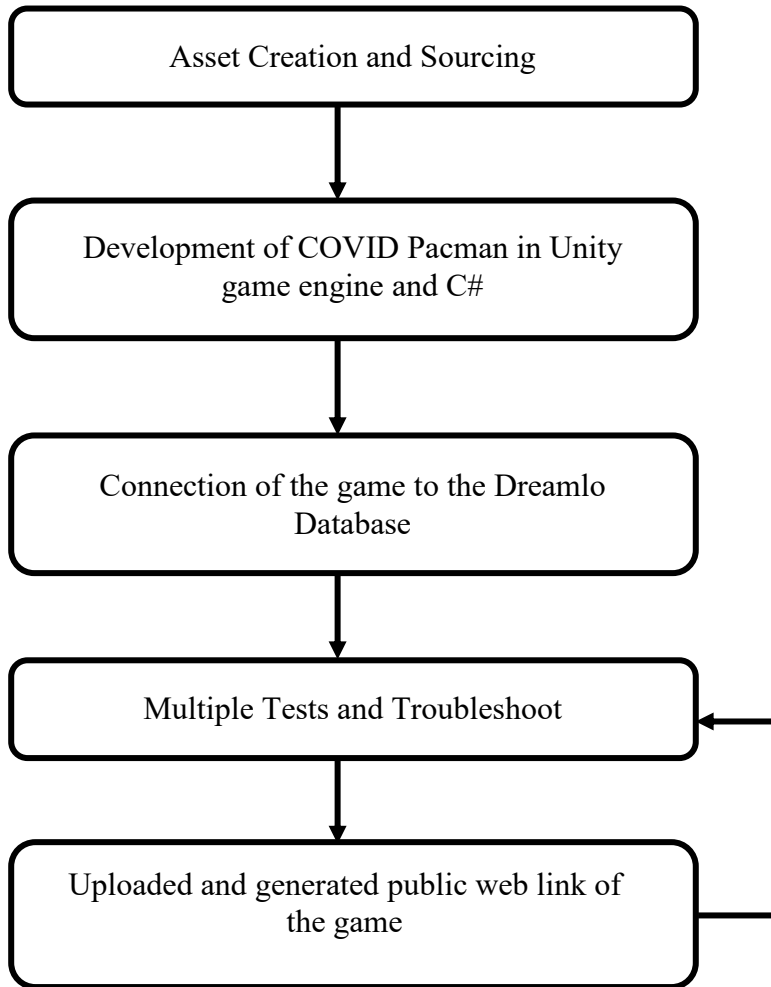 Asset Creation and Sourcing
Development of COVID Pacman in Unity
game engine and C#
Connection of the game to the Dreamlo
Database
Multiple Tests and Troubleshoot
Uploaded and generated public web link of
the game